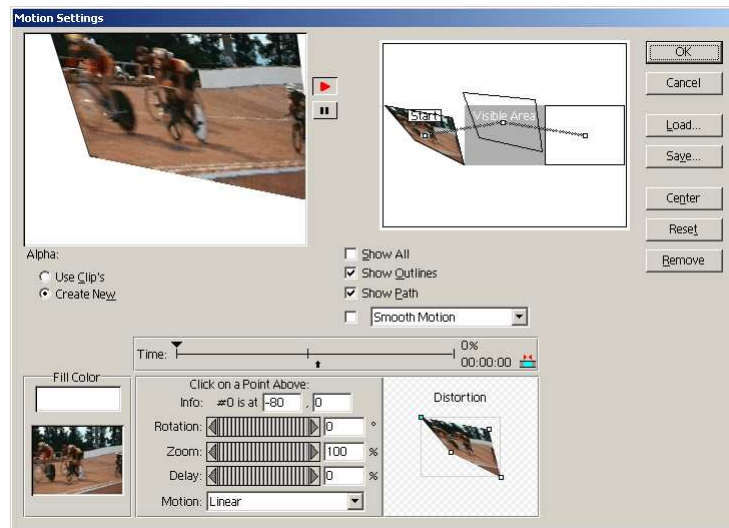 Motion Settings
OK
Cancel
Load...
Save...
Center
Reset
Remove
Start
Visible Area
Alpha:
Use Clip's
Create New
Show All
Show Outlines
Show Path
Smooth Motion
Time:
0%
00:00:00
Fill Color
Click on a Point Above:
Info: #0 is at -80 , 0
Rotation: 0 °
Zoom: 100 %
Delay: 0 %
Motion: Linear
Distortion